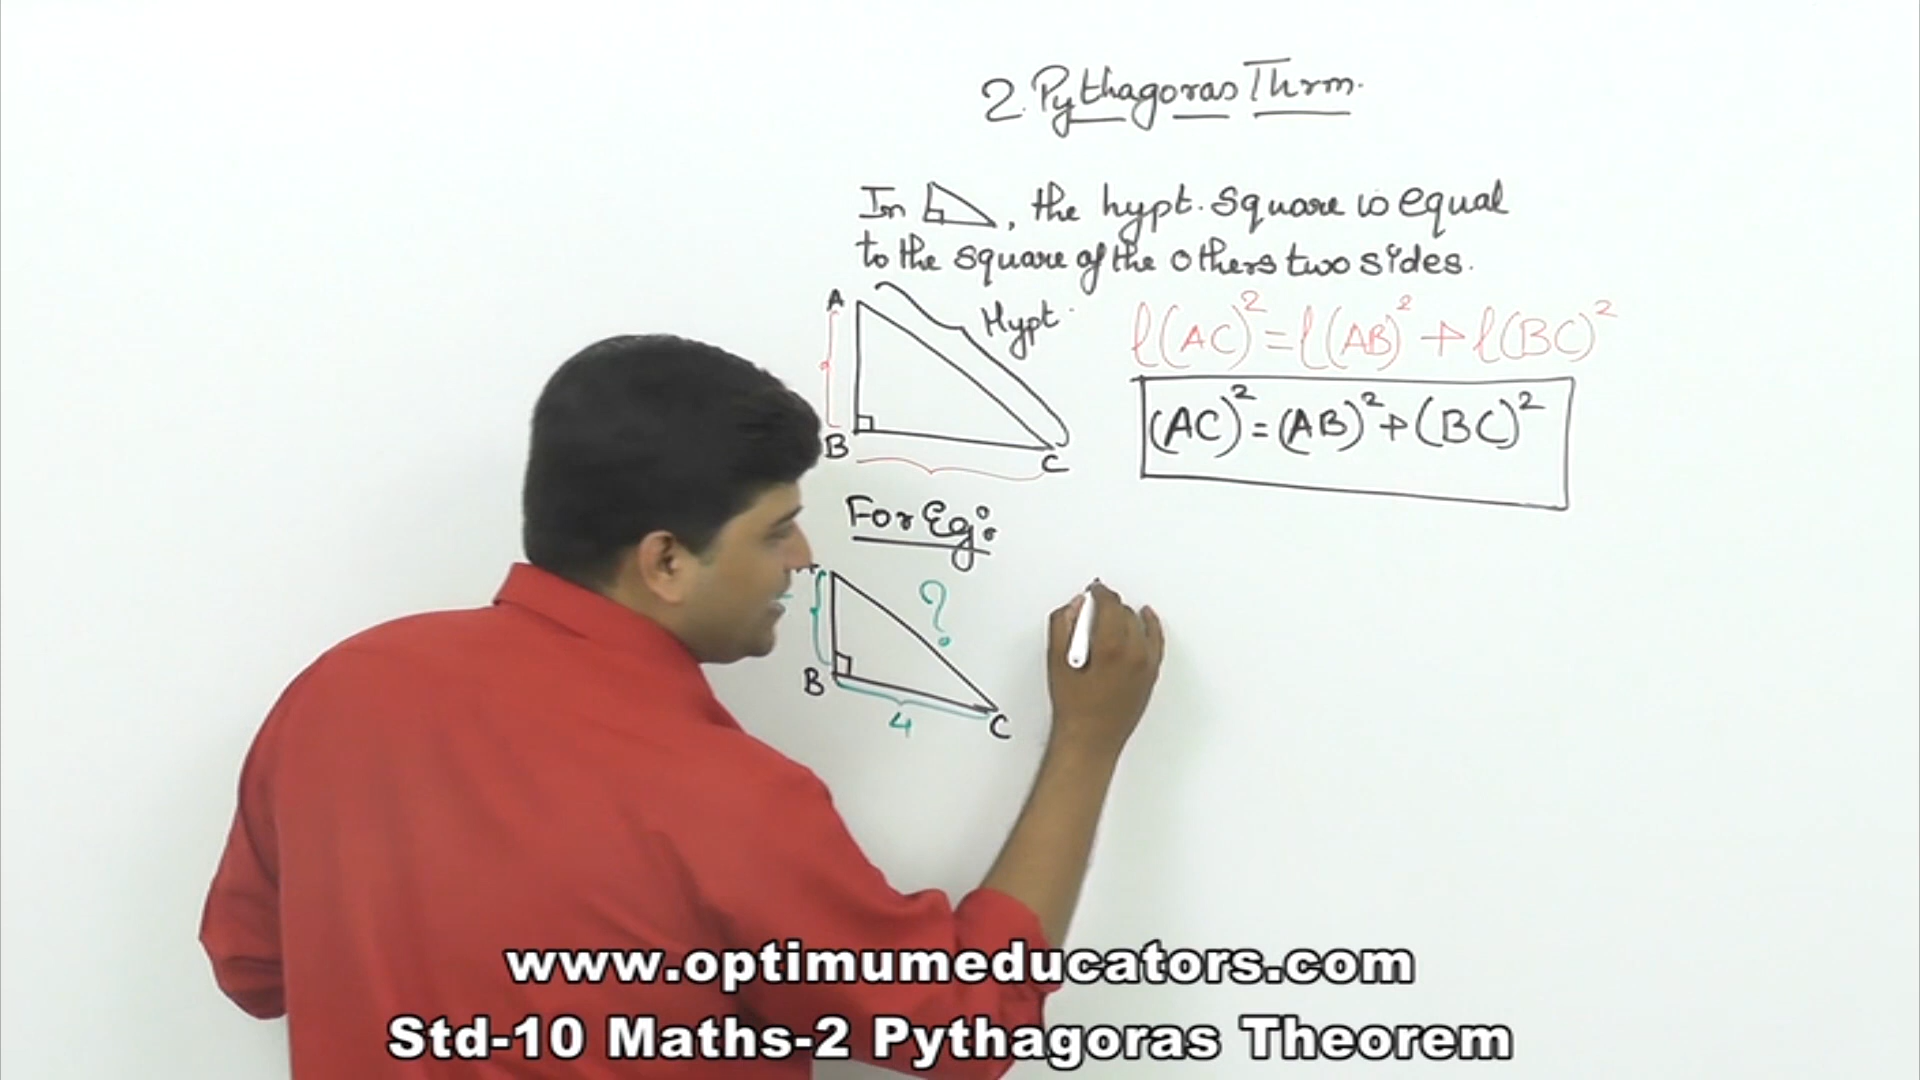 2. Pythagoras Thrm.
In , the hypt. square is equal
to the square of the others two sides.
A
Hypt.
B
C
l(AC)² = l(AB)² + l(BC)²
(AC)² = (AB)² + (BC)²
For Eg:
?
B
4
C
www.optimumeducators.com
Std-10 Maths-2 Pythagoras Theorem